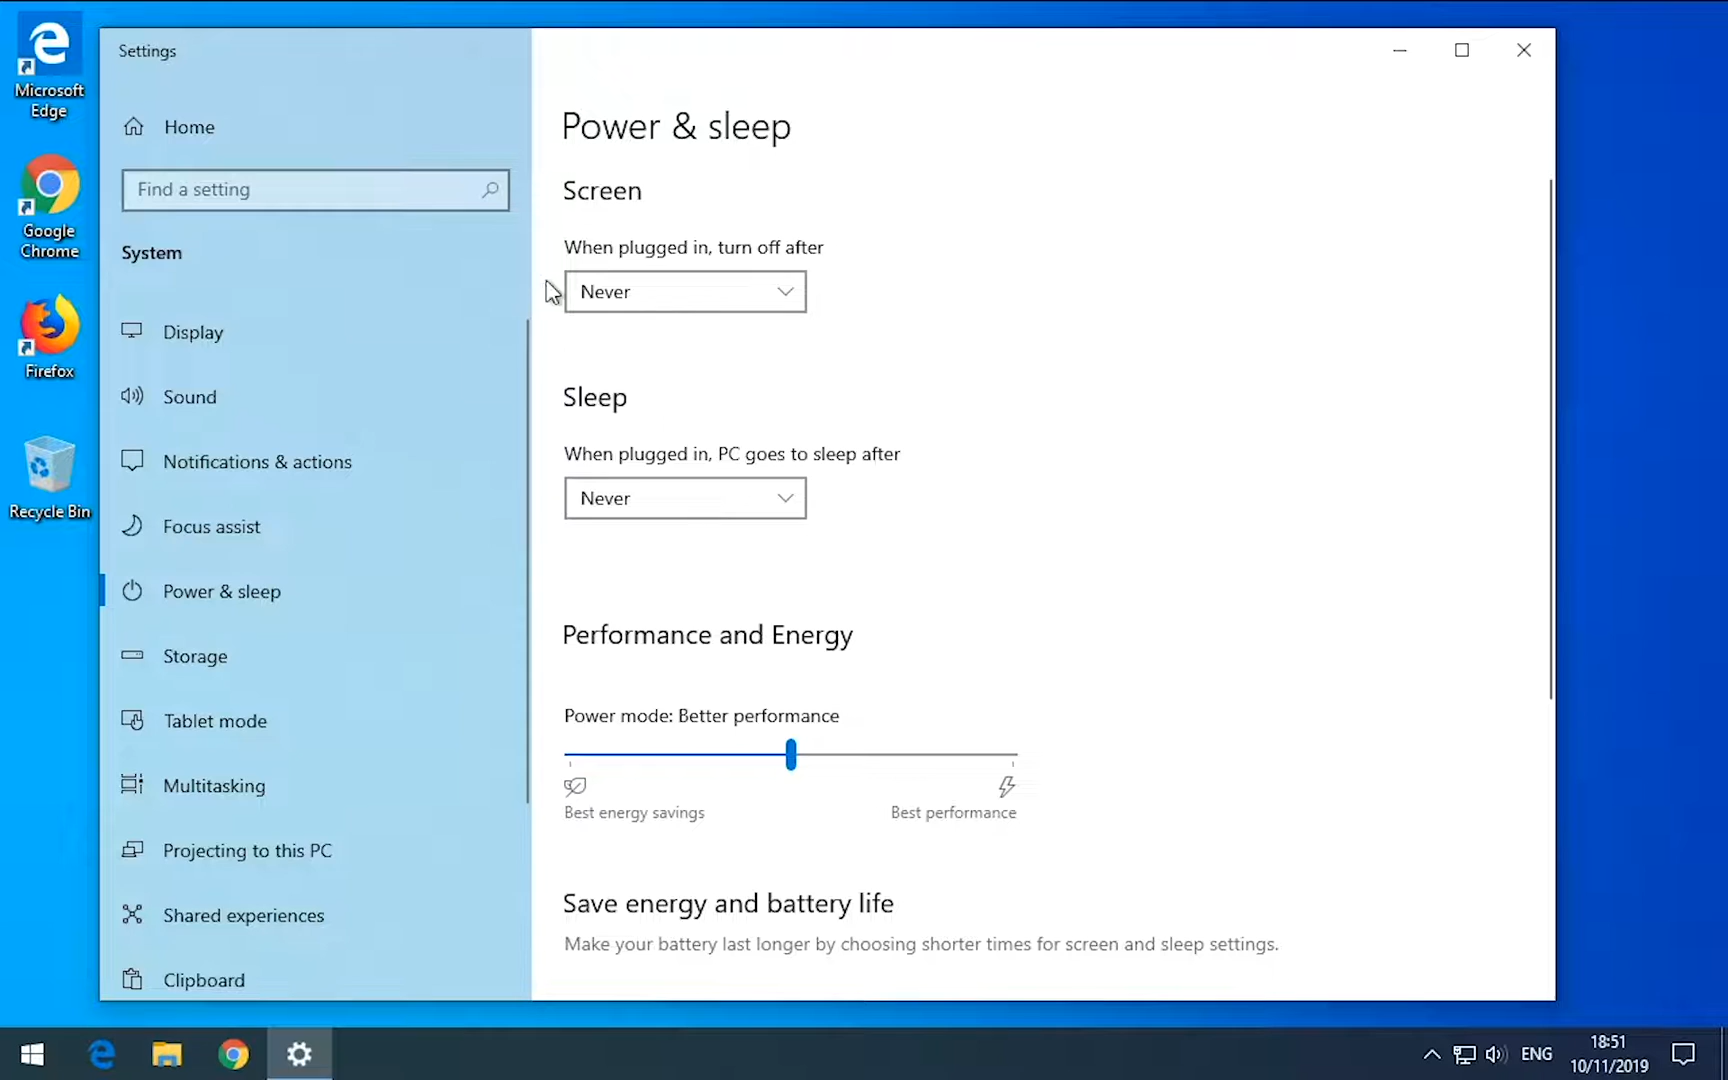 Microsoft
Edge
Google
Chrome
Firefox
Recycle Bin
Settings
Home
Find a setting
System
Display
Sound
Notifications & actions
Focus assist
Power & sleep
Storage
Tablet mode
Multitasking
Projecting to this PC
Shared experiences
Clipboard
Power & sleep
Screen
When plugged in, turn off after
Never
Sleep
When plugged in, PC goes to sleep after
Never
Performance and Energy
Power mode: Better performance
Best energy savings
Best performance
Save energy and battery life
Make your battery last longer by choosing shorter times for screen and sleep settings.
ENG
18:51
10/11/2019